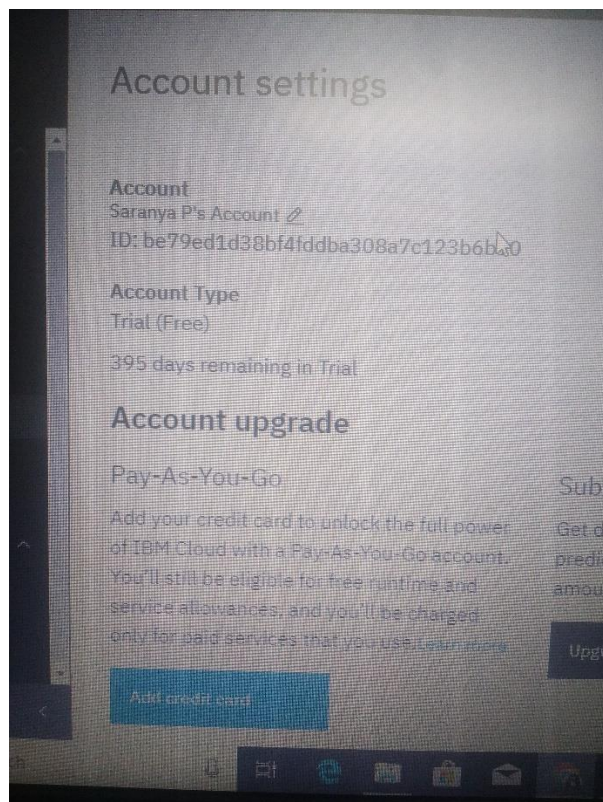 Account settings
Account
Saranya P's Account
Account Type
Trial (Free)
395 days remaining in Trial
Account upgrade
Pay-As-You-Go
Add your credit card to unlock the full power
of IBM Cloud with a Pay-As-You-Go account.
You'll still be eligible for free runtime and
service allowances, and you'll be charged
only for paid services that you use. Learn more
Add credit card
Sub
Get
predi
amou
Upg